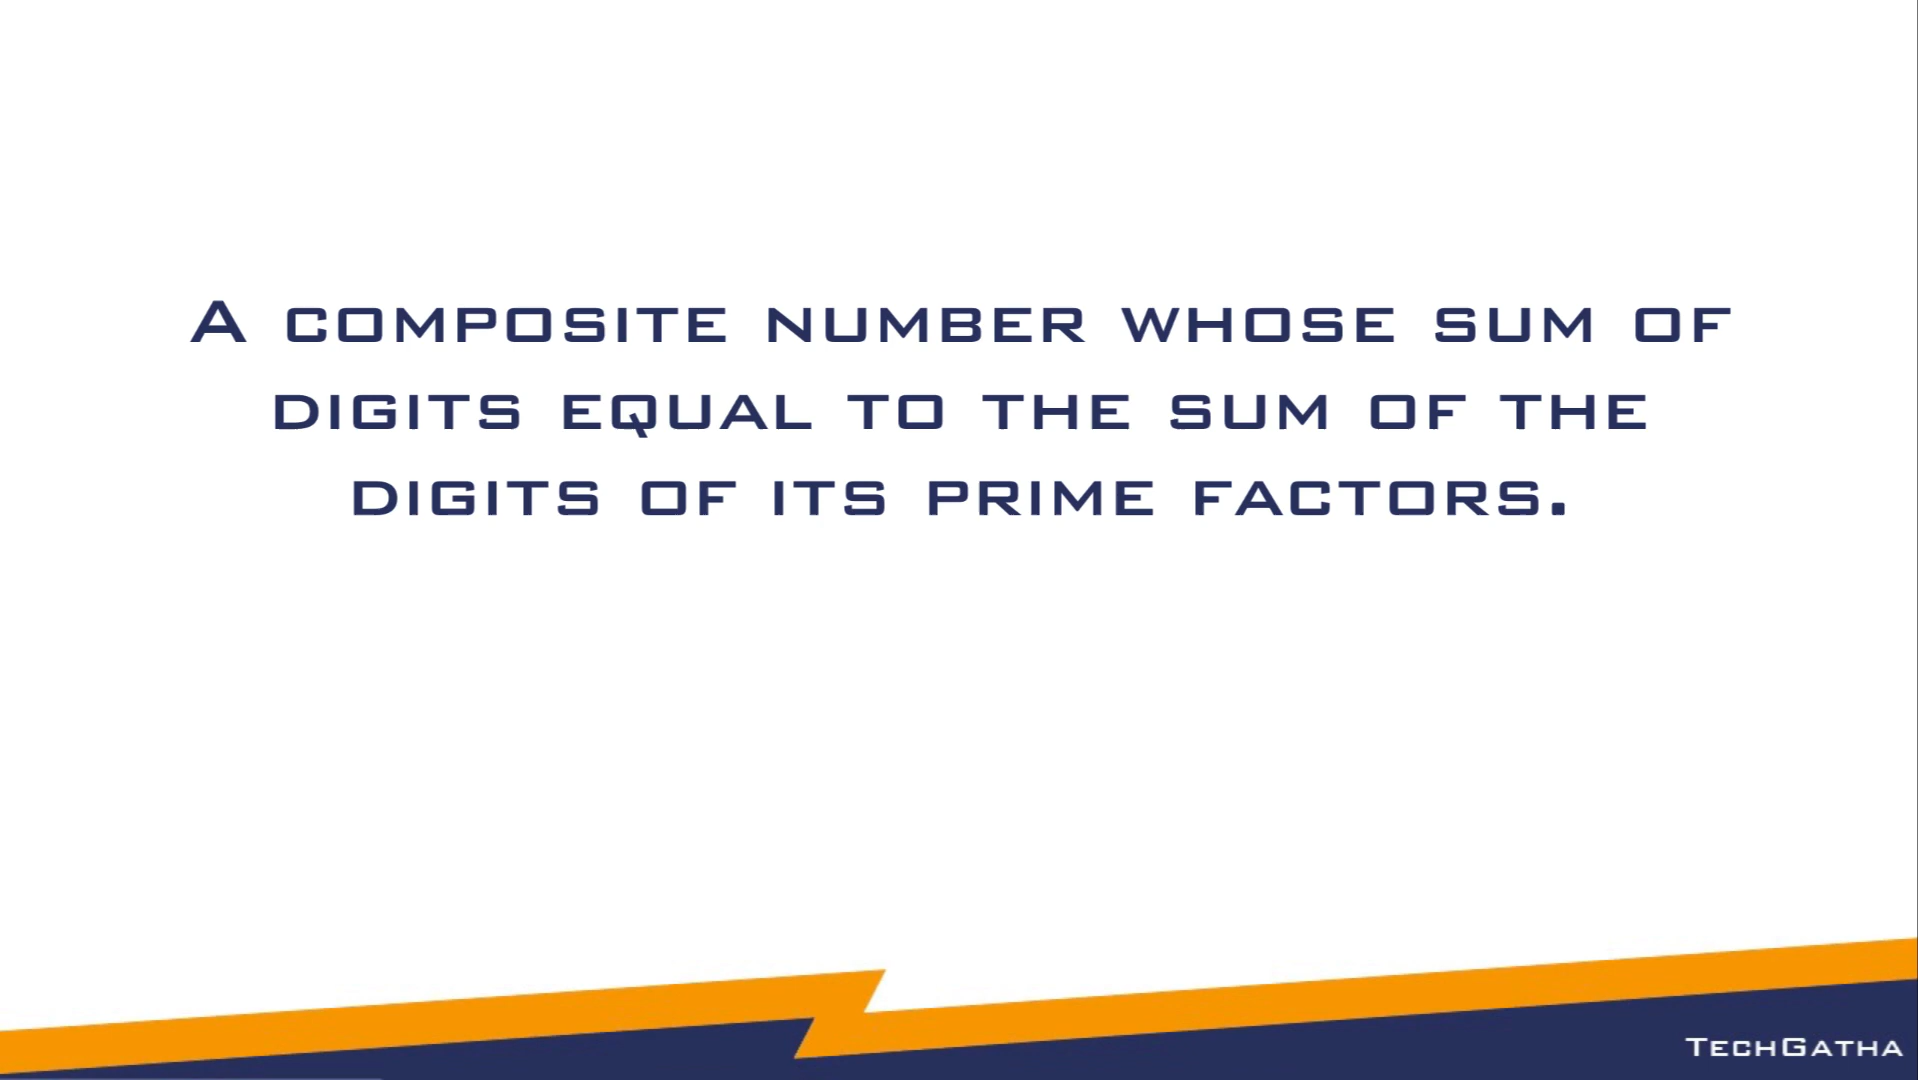 A COMPOSITE NUMBER WHOSE SUM OF
DIGITS EQUAL TO THE SUM OF THE
DIGITS OF ITS PRIME FACTORS.
TECHGATHA